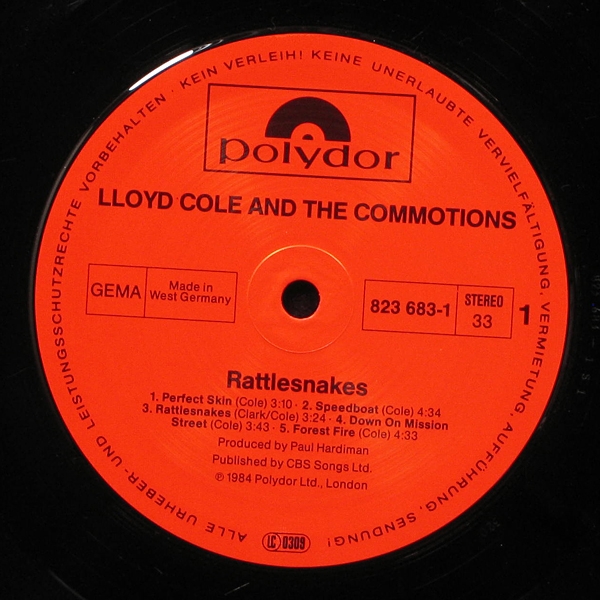 ALLE URHEBER- UND LEISTUNGSSCHUTZRECHTE VORBEHALTEN · KEIN VERLEIH! KEINE UNERLAUBTE VERVIELFÄLTIGUNG, VERMIETUNG, AUFFÜHRUNG, SENDUNG!
polydor
LLOYD COLE AND THE COMMOTIONS
GEMA
Made in
West Germany
823 683-1
STEREO
33
1
Rattlesnakes
1. Perfect Skin (Cole) 3:10 · 2. Speedboat (Cole) 4:34
3. Rattlesnakes (Clark/Cole) 3:24 · 4. Down On Mission
Street (Cole) 3:43 · 5. Forest Fire (Cole) 4:33
Produced by Paul Hardiman
Published by CBS Songs Ltd.
℗ 1984 Polydor Ltd., London
LC 0309